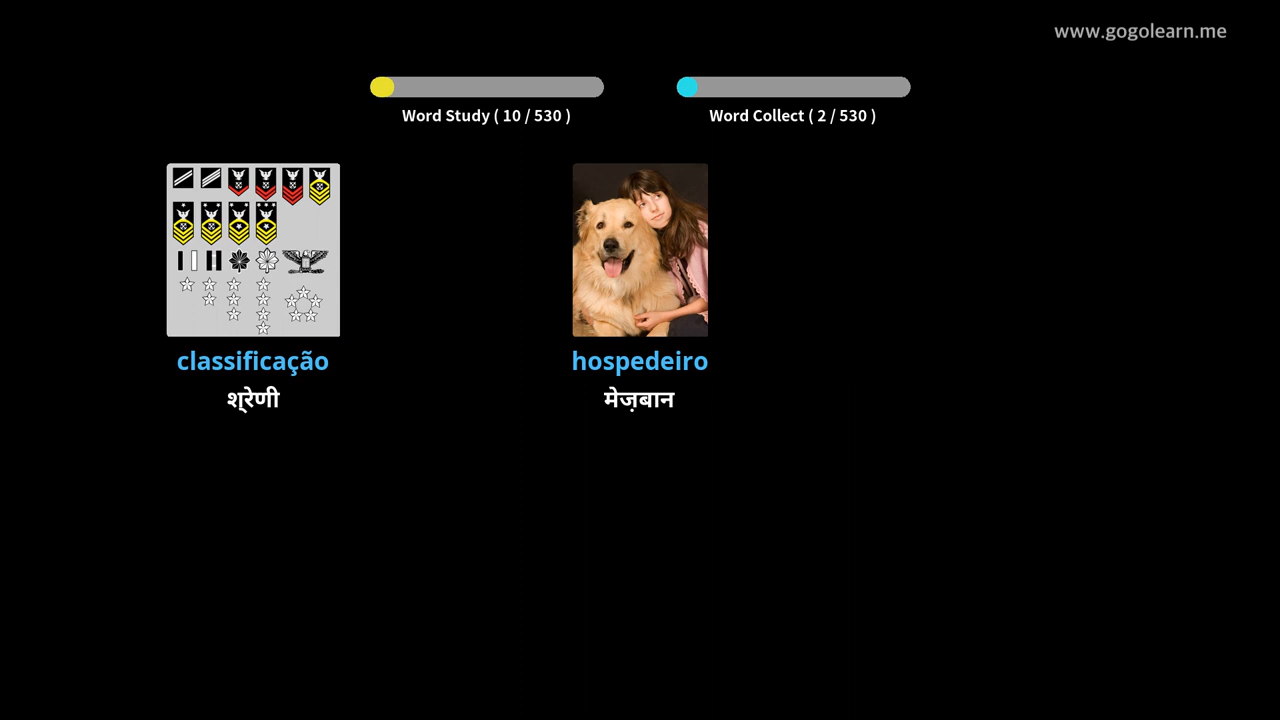 www.gogolearn.me
Word Study ( 10 / 530 )
Word Collect ( 2 / 530 )
classificação
श्रेणी
hospedeiro
मेज़बान